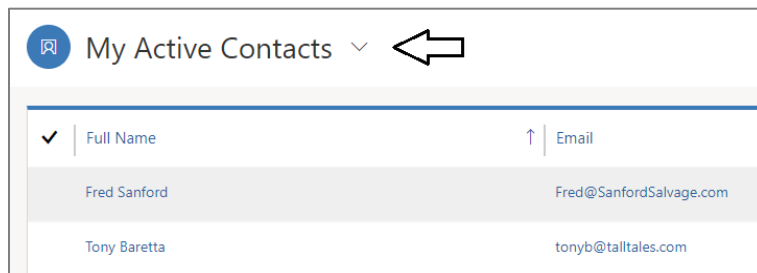 My Active Contacts
Full Name Email
Fred Sanford Fred@SanfordSalvage.com
Tony Baretta tonyb@talltales.com